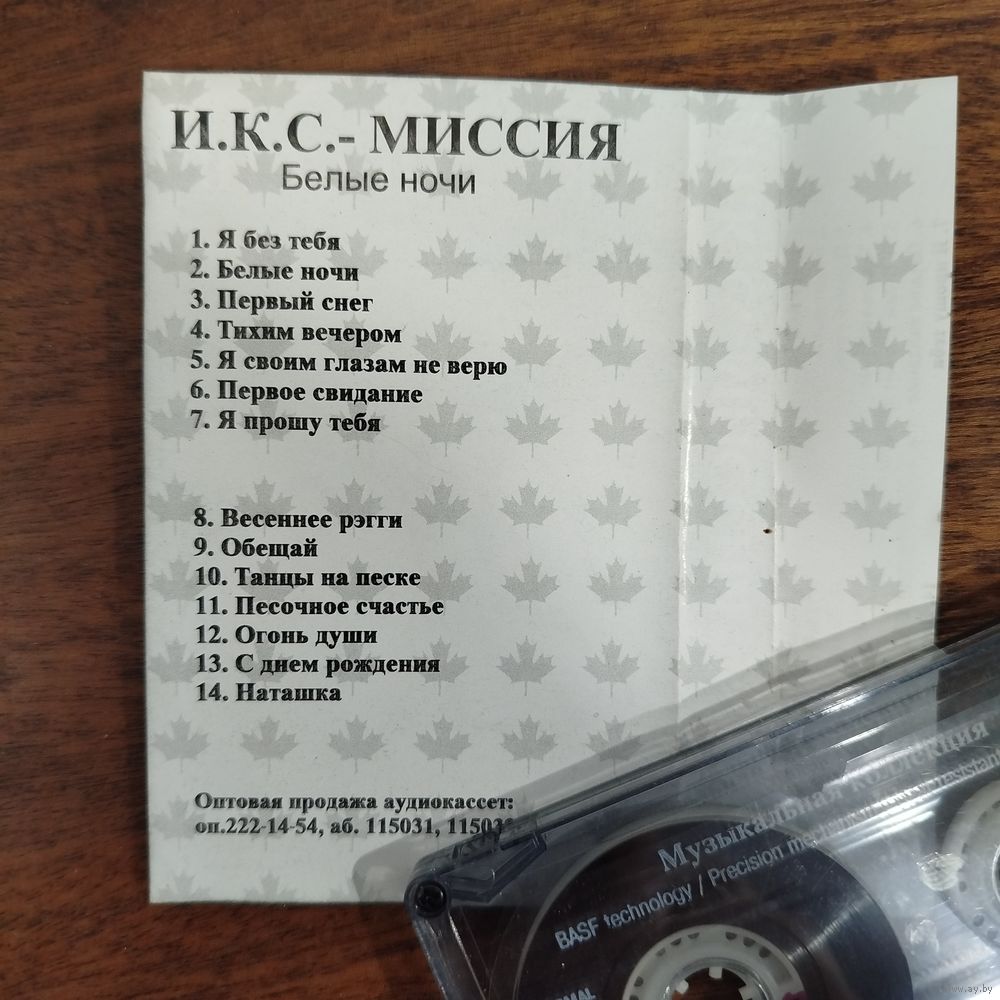 И.К.С.- МИССИЯ
Белые ночи
1. Я без тебя
2. Белые ночи
3. Первый снег
4. Тихим вечером
5. Я своим глазам не верю
6. Первое свидание
7. Я прошу тебя
8. Весеннее рэгги
9. Обещай
10. Танцы на песке
11. Песочное счастье
12. Огонь души
13. С днем рождения
14. Наташка
Оптовая продажа аудиокассет:
оп.222-14-54, аб. 115031,
Музыкальная коллекция
BASF technology / Precision
www.ay.by